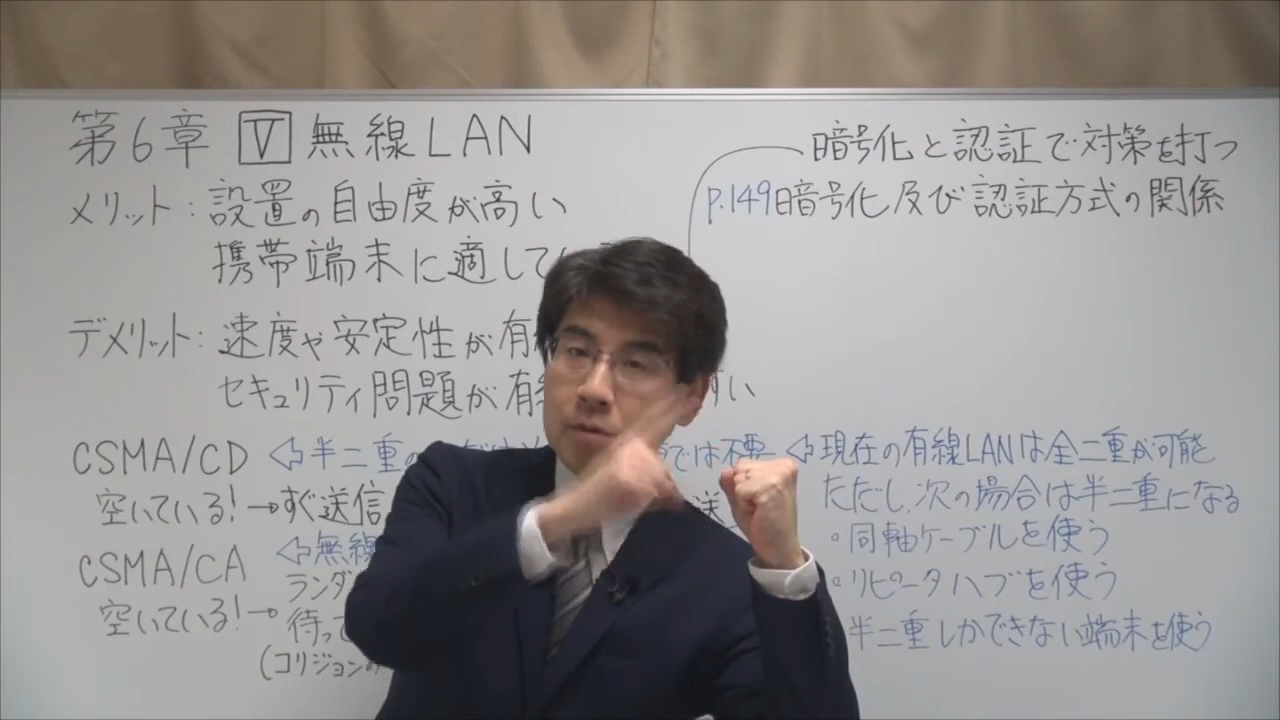 第6章 Ⅴ 無線LAN
メリット：設置の自由度が高い
携帯端末に適して
デメリット：速度や安定性が有
セキュリティ問題が有
すい
CSMA/CD ⇦半二重の
では不要
空いている!→すぐ送信
送
CSMA/CA ⇦無線
空いている!→
ランダ
待って
(コリジョン
暗号化と認証で対策を打つ
p.149暗号化及び認証方式の関係
⇦現在の有線LANは全二重が可能
ただし、次の場合は半二重になる
◦同軸ケーブルを使う
◦リピータハブを使う
半二重しかできない端末を使う